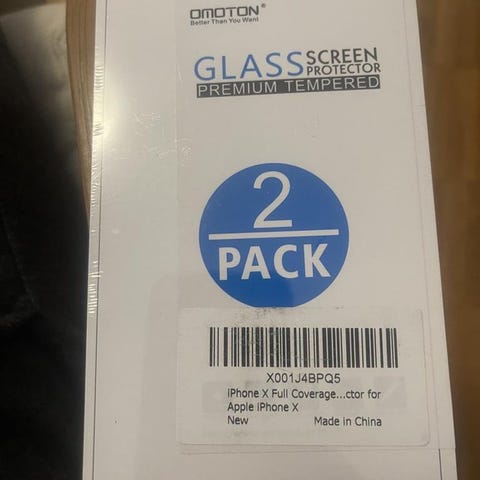 OMOTON®
Better Than You Want
GLASS SCREEN PROTECTOR
PREMIUM TEMPERED
2
PACK
X001J4BPQ5
iPhone X Full Coverage...ctor for
Apple iPhone X
New Made in China